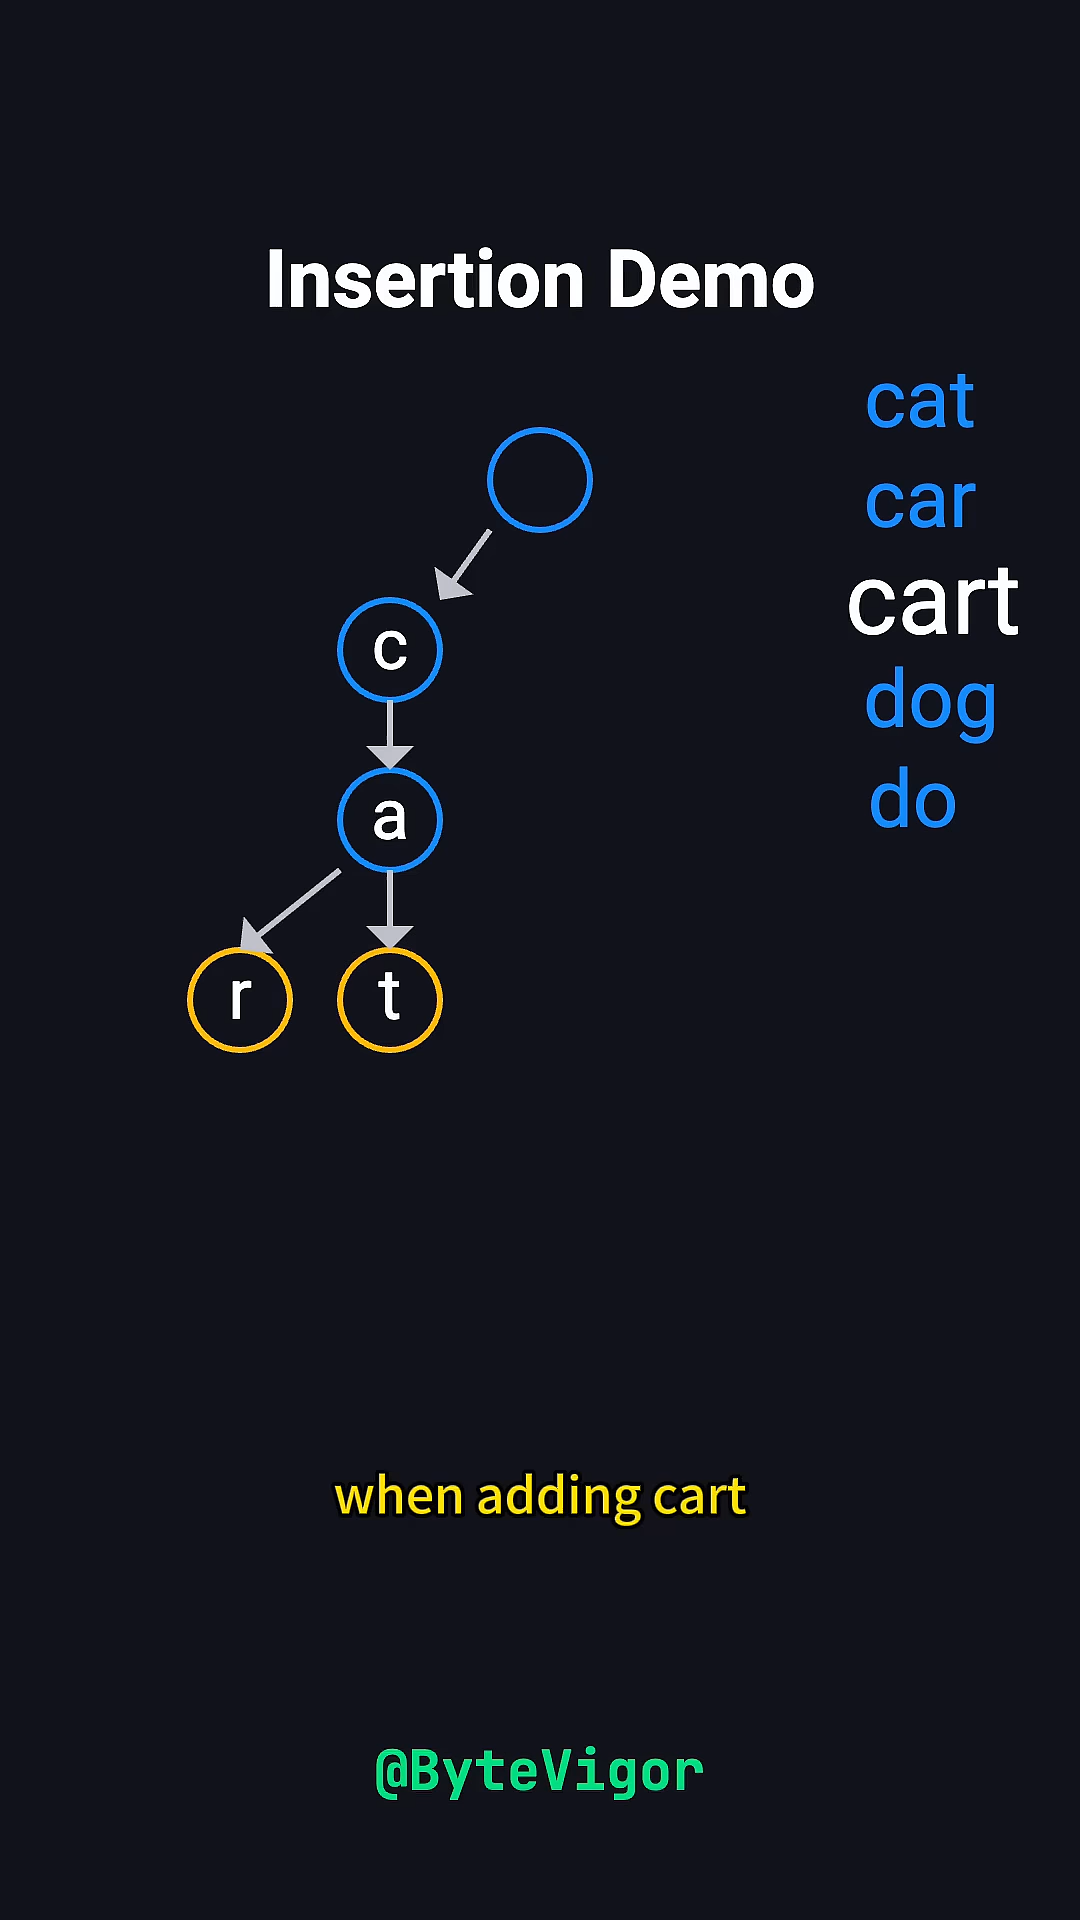 Insertion Demo
cat
car
cart
dog
do
c
a
r t
when adding cart
@ByteVigor